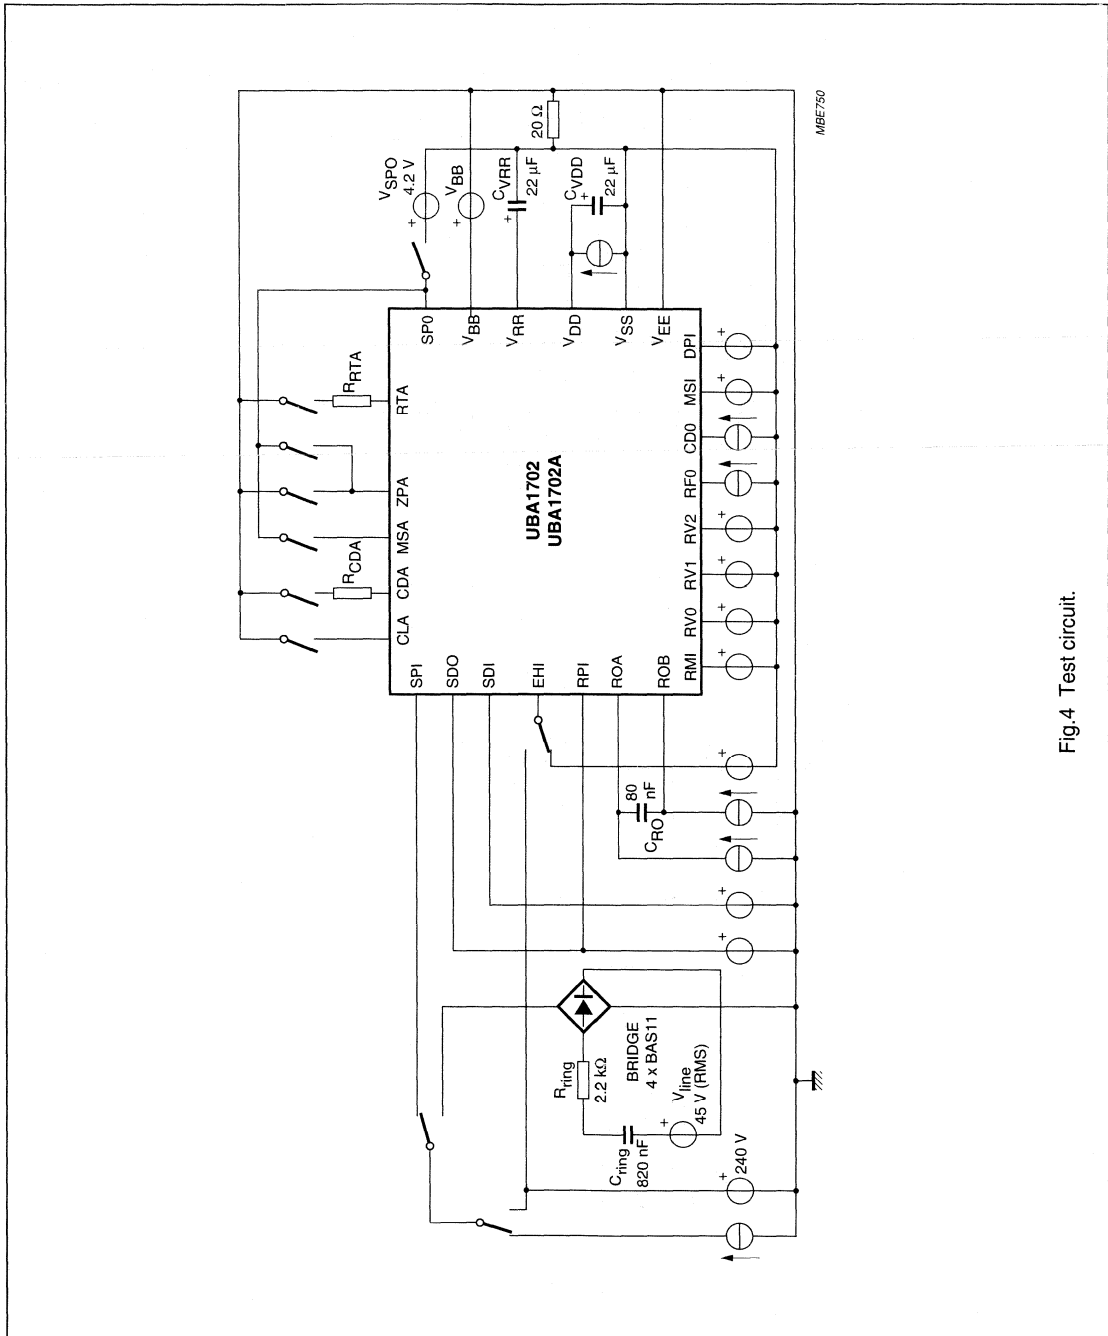 MBE750
20 Ω
VSPO
4.2 V
+
VBB
+
CVRR
22 μF
+
CVDD
22 μF
+
SP0
VBB
VRR
VDD
VSS
VEE
RRTA
RTA
ZPA
MSA
RCDA
CDA
CLA
UBA1702
UBA1702A
DPI
MSI
CD0
RF0
RV2
RV1
RV0
RMI
+
+
+
+
+
+
SPI
SDO
SDI
EHI
RPI
ROA
ROB
80
nF
CRO
+
+
+
BRIDGE
4 x BAS11
Rring
2.2 kΩ
Cring
820 nF
+
Vline
45 V (RMS)
+
240 V
Fig.4 Test circuit.